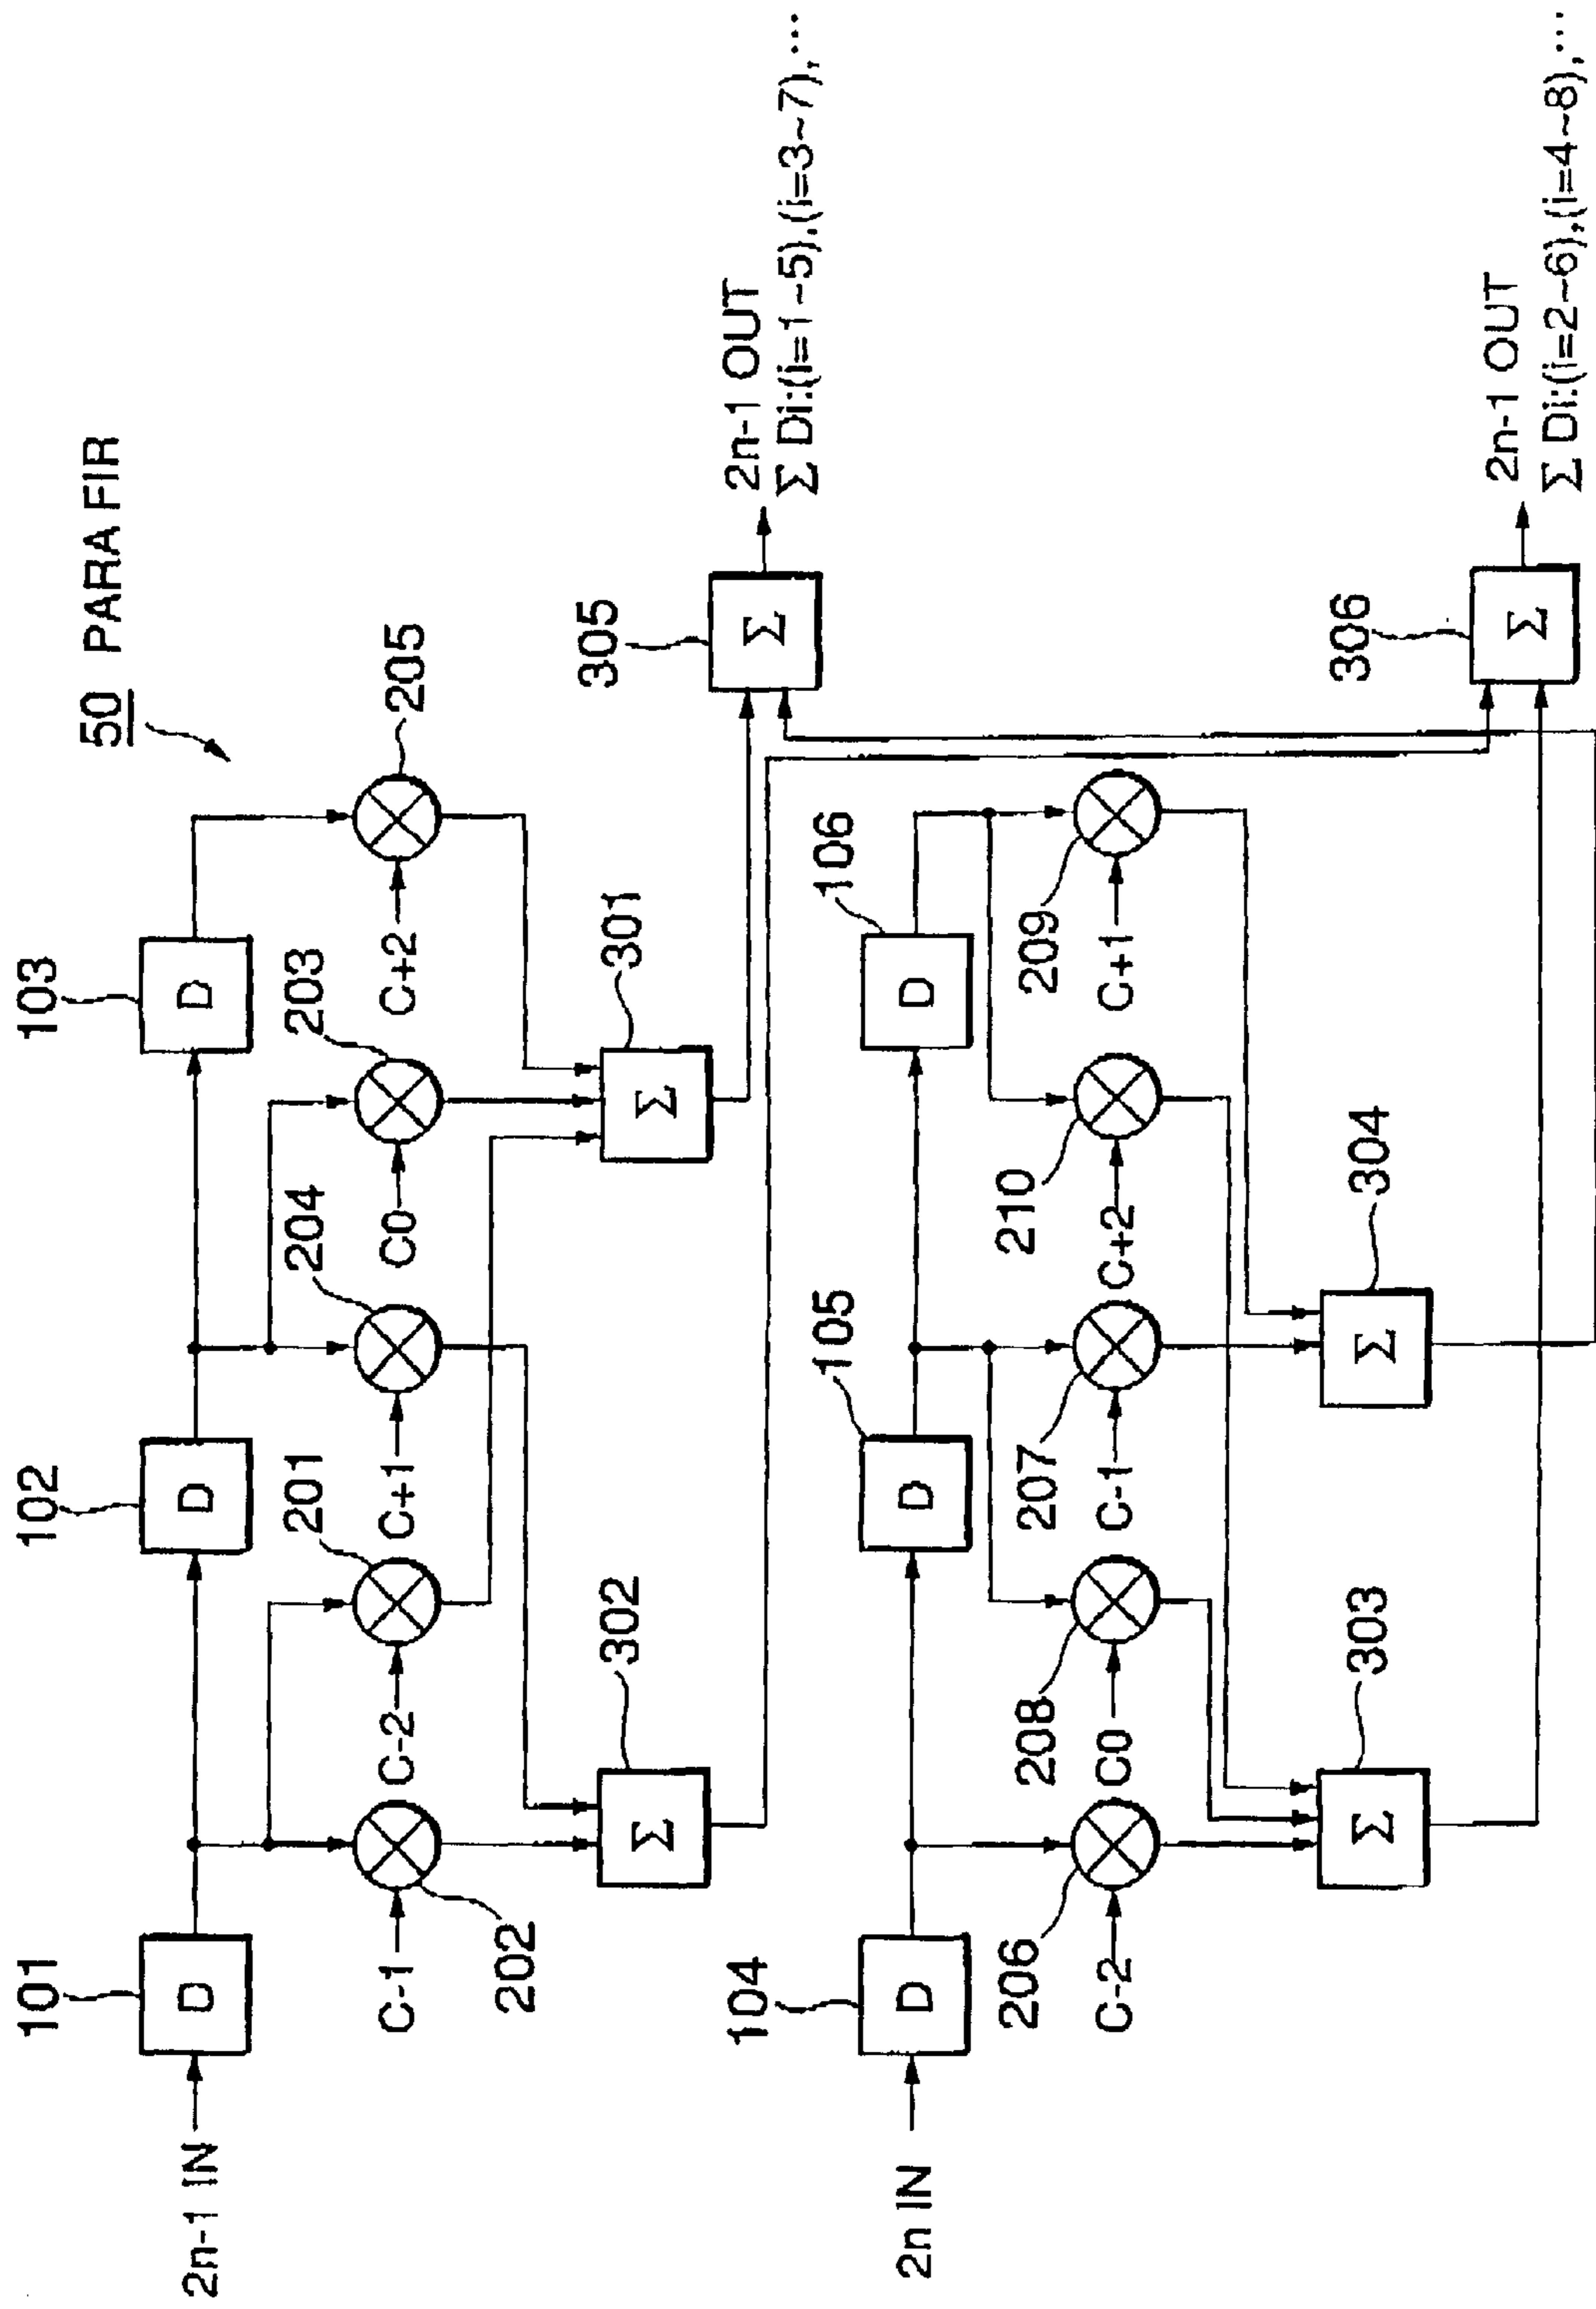 50 PARA FIR
101
102
103
D
D
D
2n-1 IN
201
204
203
205
C-1
C-2
C+1
C0
C+2
202
302
301
Σ
Σ
305
Σ
2n-1 OUT
Σ Di:(i=1~5),(i=3~7),···
104
105
106
D
D
D
2n IN
206
208
207
210
209
C-2
C0
C-1
C+2
C+1
303
304
Σ
Σ
306
Σ
2n-1 OUT
Σ Di:(i=2~6),(i=4~8),···